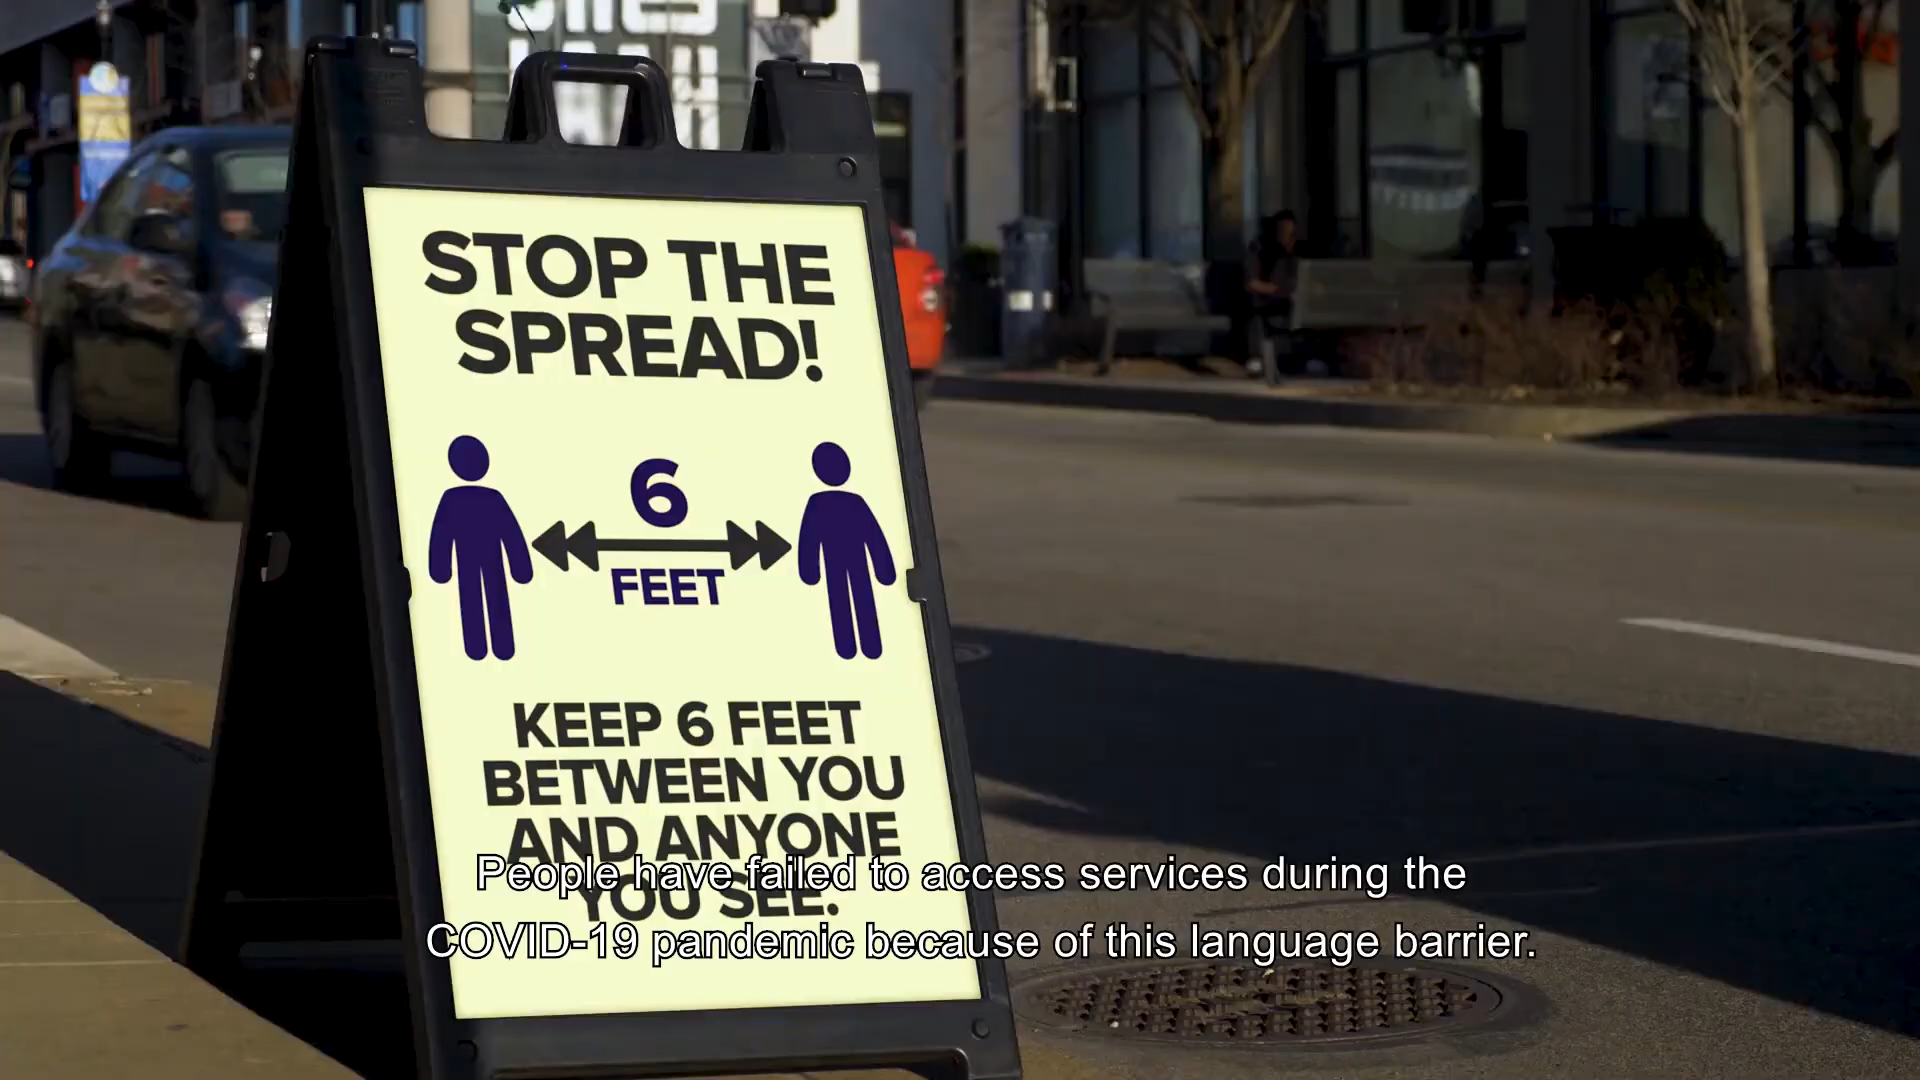 STOP THE
SPREAD!
6
FEET
KEEP 6 FEET
BETWEEN YOU
AND ANYONE
YOU SEE.
People have failed to access services during the
COVID-19 pandemic because of this language barrier.